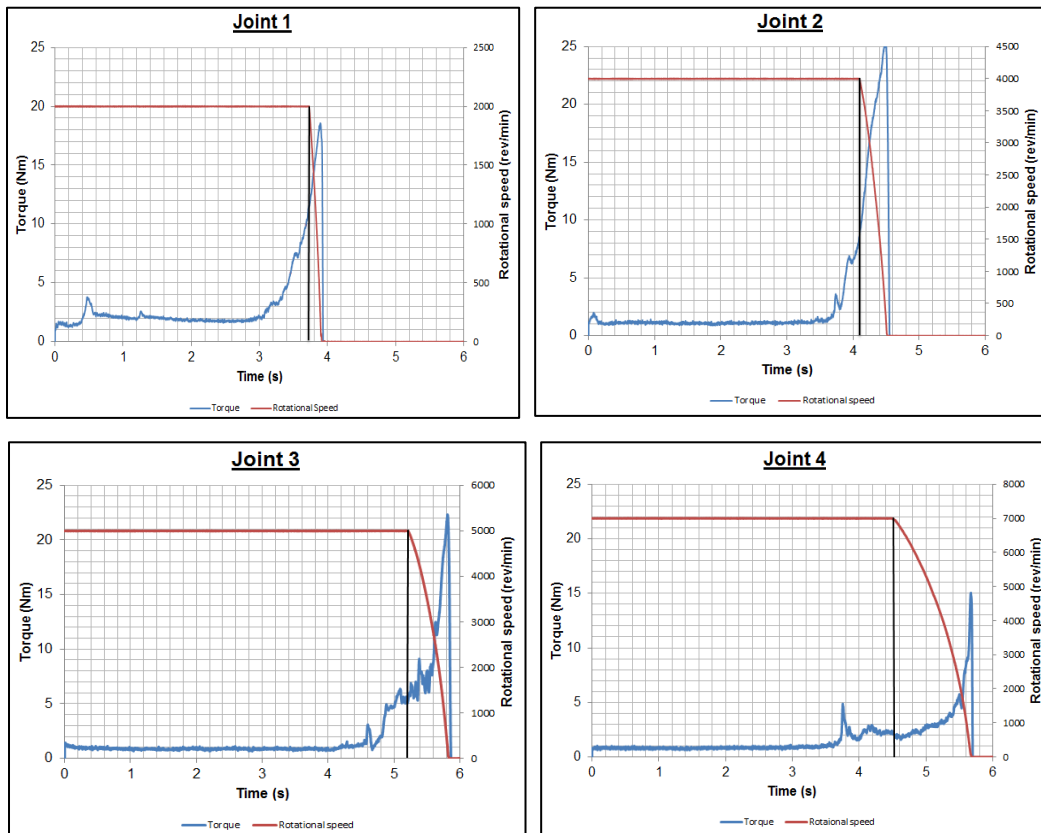 Joint 1
25
20
15
10
5
0
Torque (Nm)
2500
2000
1500
1000
500
0
Rotational speed (rev/min)
0 1 2 3 4 5 6
Time (s)
Torque Rotational Speed
Joint 2
25
20
15
10
5
0
Torque (Nm)
4500
4000
3500
3000
2500
2000
1500
1000
500
0
Rotational speed (rev/min)
0 1 2 3 4 5 6
Time (s)
Torque Rotational speed
Joint 3
25
20
15
10
5
0
Torque (Nm)
6000
5000
4000
3000
2000
1000
0
Rotational speed (rev/min)
0 1 2 3 4 5 6
Time (s)
Torque Rotational speed
Joint 4
25
20
15
10
5
0
Torque (Nm)
8000
7000
6000
5000
4000
3000
2000
1000
0
Rotational speed (rev/min)
0 1 2 3 4 5 6
Time (s)
Torque Rotational speed